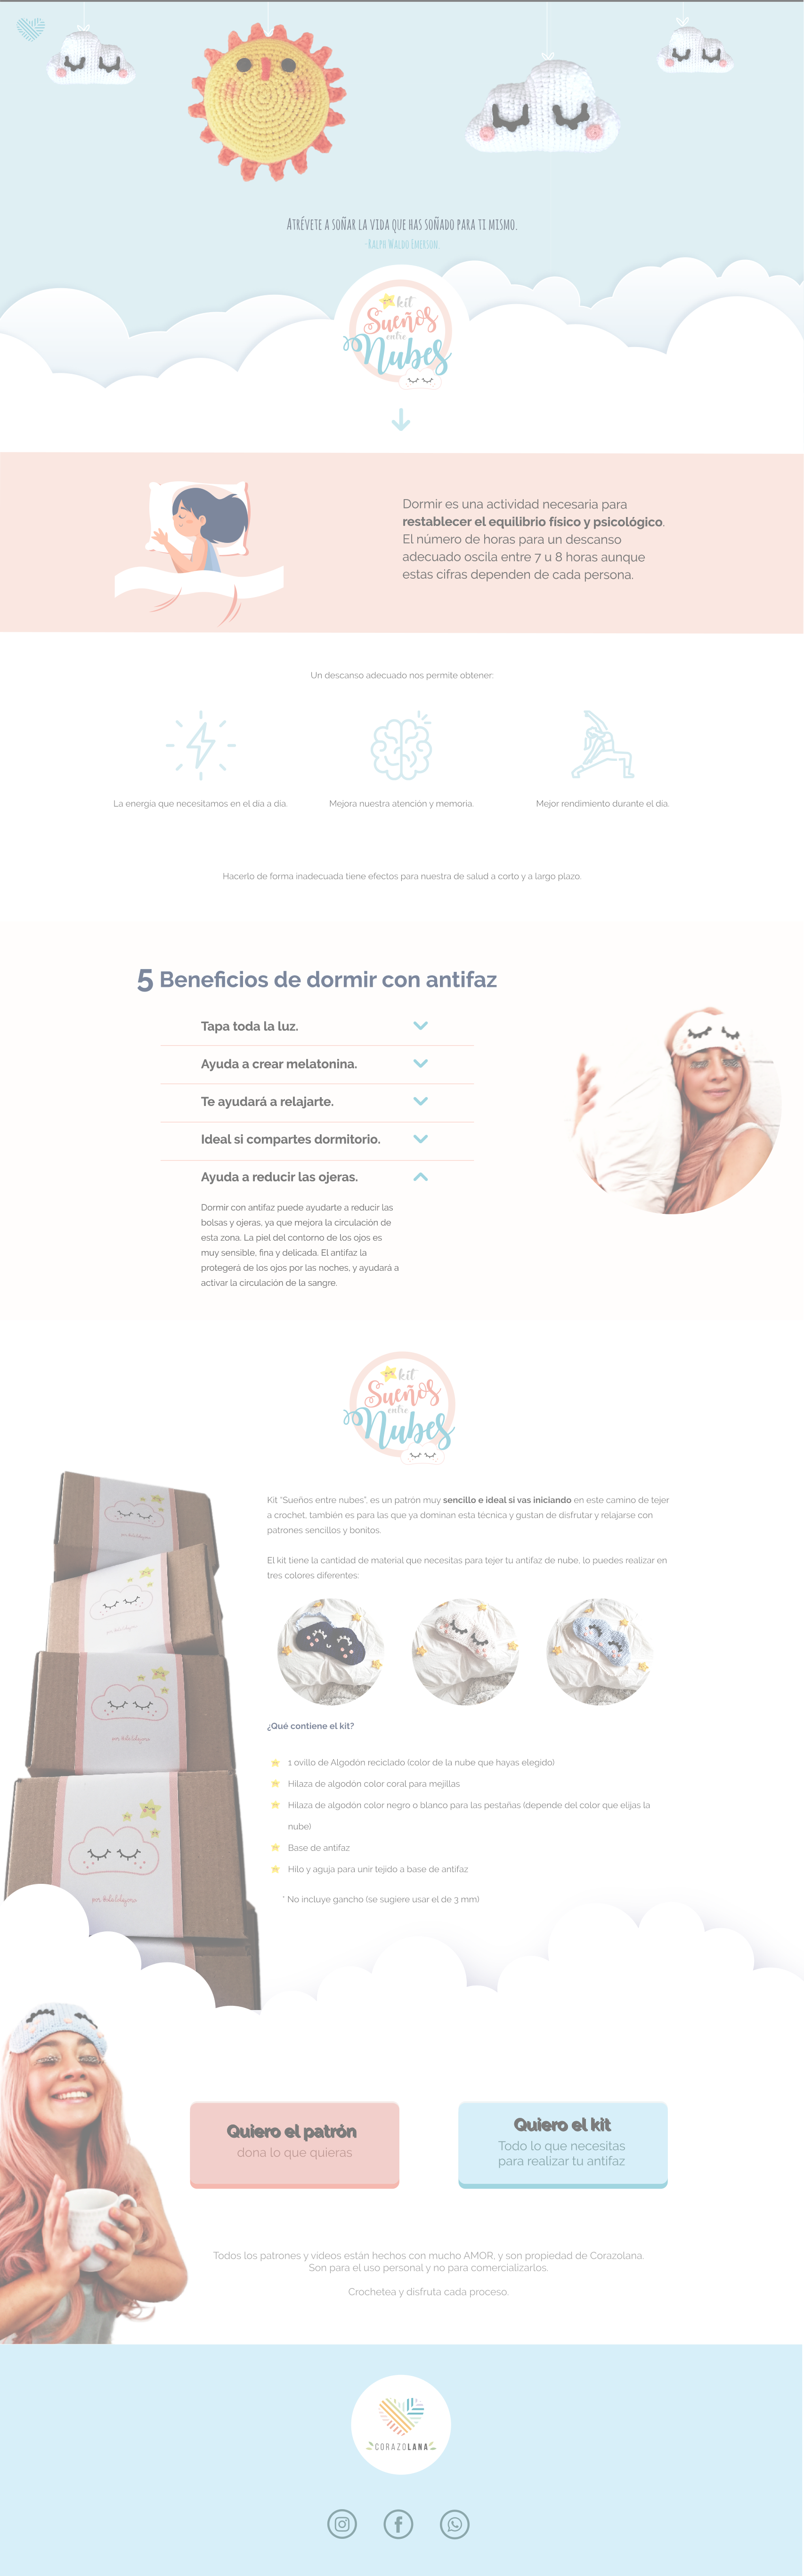 ATRÉVETE A SOÑAR LA VIDA QUE HAS SOÑADO PARA TI MISMO.
-RALPH WALDO EMERSON
kit
Sueños
entre
Nubes
Dormir es una actividad necesaria para
restablecer el equilibrio físico y psicológico.
El número de horas para un descanso
adecuado oscila entre 7 u 8 horas aunque
estas cifras dependen de cada persona.
Un descanso adecuado nos permite obtener:
La energía que necesitamos en el día a día.
Mejora nuestra atención y memoria.
Mejor rendimiento durante el día.
Hacerlo de forma inadecuada tiene efectos para nuestra de salud a corto y a largo plazo.
5 Beneficios de dormir con antifaz
Tapa toda la luz.
Ayuda a crear melatonina.
Te ayudará a relajarte.
Ideal si compartes dormitorio.
Ayuda a reducir las ojeras.
Dormir con antifaz puede ayudarte a reducir las
bolsas y ojeras, ya que mejora la circulación de
esta zona. La piel del contorno de los ojos es
muy sensible, fina y delicada. El antifaz la
protegerá de los ojo por las noches, y ayudará a
activar la circulación de la sangre.
kit
Sueños
entre
Nubes
Kit "Sueños entre nubes", es un patrón muy sencillo e ideal si vas iniciando en este camino de tejer
a crochet, también es para las que ya dominan esta técnica y gustan de disfrutar y relajarse con
patrones sencillos y bonitos.
El kit tiene la cantidad de material que necesitas para tejer tu antifaz de nube, lo puedes realizar en
tres colores diferentes:
¿Qué contiene el kit?
1 ovillo de Algodón reciclado (color de la nube que hayas elegido)
Hilaza de algodón color coral para mejillas
Hilaza de algodón color negro o blanco para las pestañas (depende del color que elijas la
nube)
Base de antifaz
Hilo y aguja para unir tejido a base de antifaz
* No incluye gancho (se sugiere usar el de 3 mm)
Quiero el patrón
dona lo que quieras
Quiero el kit
Todo lo que necesitas
para realizar tu antifaz
Todos los patrones y videos están hechos con mucho AMOR, y son propiedad de Corazolana.
Son para el uso personal y no para comercializarlos.
Crochetea y disfruta cada proceso.
CORAZOLANA